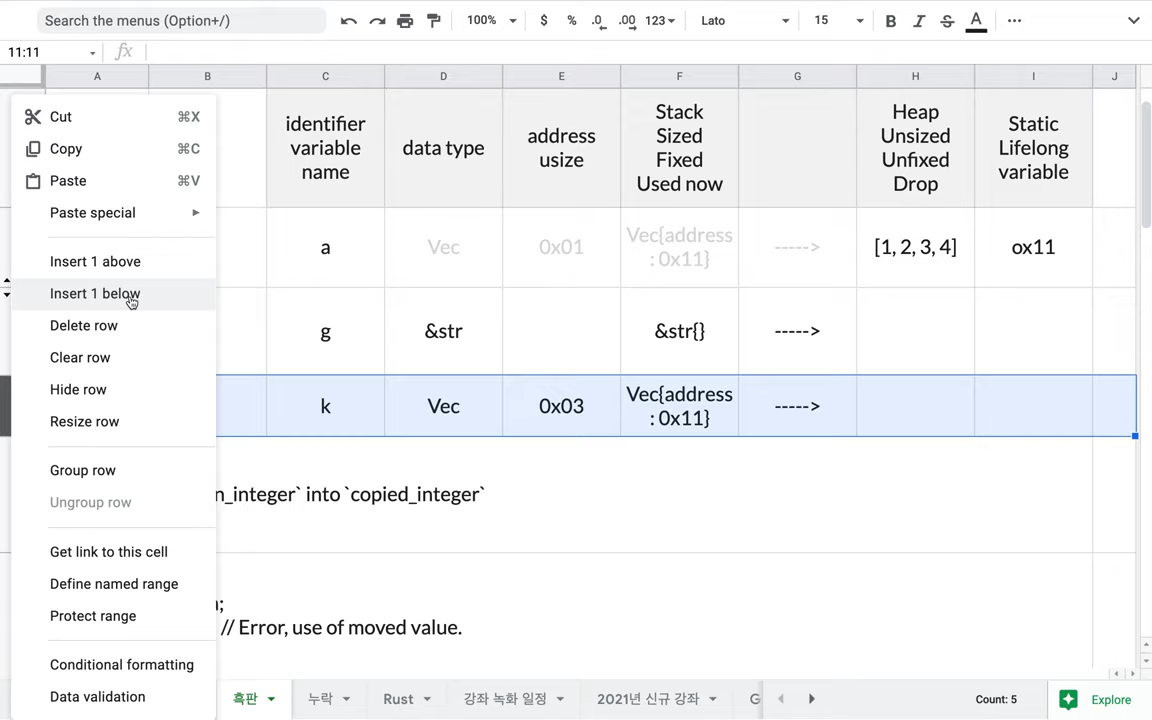 Search the menus (Option+/)
100%
$
%
.0
.00
123
Lato
15
B
I
S
A
11:11
fx
A
B
C
D
E
F
G
H
I
J
Cut ⌘X
Copy ⌘C
Paste ⌘V
Paste special
Insert 1 above
Insert 1 below
Delete row
Clear row
Hide row
Resize row
Group row
Ungroup row
Get link to this cell
Define named range
Protect range
Conditional formatting
Data validation
identifier
variable
name
data type
address
usize
Stack
Sized
Fixed
Used now
Heap
Unsized
Unfixed
Drop
Static
Lifelong
variable
a
Vec
0x01
Vec{address
: 0x11}
----->
[1, 2, 3, 4]
ox11
g
&str
&str{}
----->
k
Vec
0x03
Vec{address
: 0x11}
----->
n_integer` into `copied_integer`
;
// Error, use of moved value.
흑판
누락
Rust
강좌 녹화 일정
2021년 신규 강좌
G
Count: 5
Explore